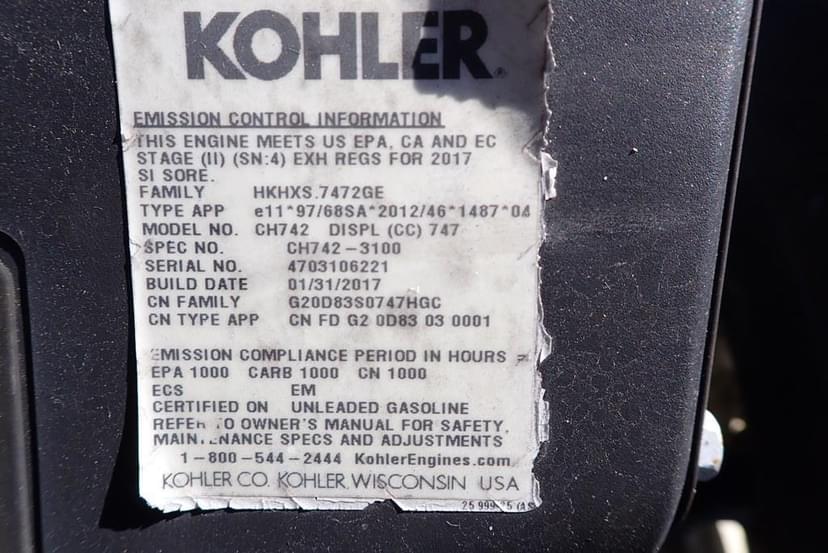 KOHLER®
EMISSION CONTROL INFORMATION
THIS ENGINE MEETS US EPA, CA AND EC
STAGE (II) (SN:4) EXH REGS FOR 2017
SI SORE.
FAMILY HKHXS.7472GE
TYPE APP e11*97/68SA*2012/46*1487*04
MODEL NO. CH742 DISPL (CC) 747
SPEC NO. CH742-3100
SERIAL NO. 4703106221
BUILD DATE 01/31/2017
CN FAMILY G20D83S0747HGC
CN TYPE APP CN FD G2 0D83 03 0001
EMISSION COMPLIANCE PERIOD IN HOURS =
EPA 1000 CARB 1000 CN 1000
ECS EM
CERTIFIED ON UNLEADED GASOLINE
REFER TO OWNER'S MANUAL FOR SAFETY,
MAINTENANCE SPECS AND ADJUSTMENTS
1-800-544-2444 KohlerEngines.com
KOHLER CO. KOHLER, WISCONSIN USA
25 999